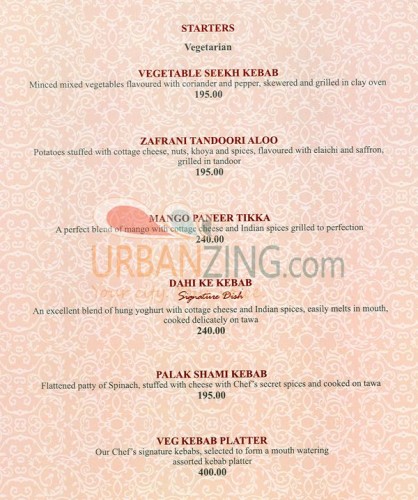 STARTERS
Vegetarian
VEGETABLE SEEKH KEBAB
Minced mixed vegetables flavoured with coriander and pepper, skewered and grilled in clay oven
195.00
ZAFRANI TANDOORI ALOO
Potatoes stuffed with cottage cheese, nuts, khoya and spices, flavoured with elaichi and saffron,
grilled in tandoor
195.00
MANGO PANEER TIKKA
A perfect blend of mango with cottage cheese and Indian spices grilled to perfection
240.00
URBANZING.com
DAHI KE KEBAB
Signature Dish
An excellent blend of hung yoghurt with cottage cheese and Indian spices, easily melts in mouth,
cooked delicately on tawa
240.00
PALAK SHAMI KEBAB
Flattened patty of Spinach, stuffed with cheese with Chef's secret spices and cooked on tawa
195.00
VEG KEBAB PLATTER
Our Chef's signature kebabs, selected to form a mouth watering
assorted kebab platter
400.00